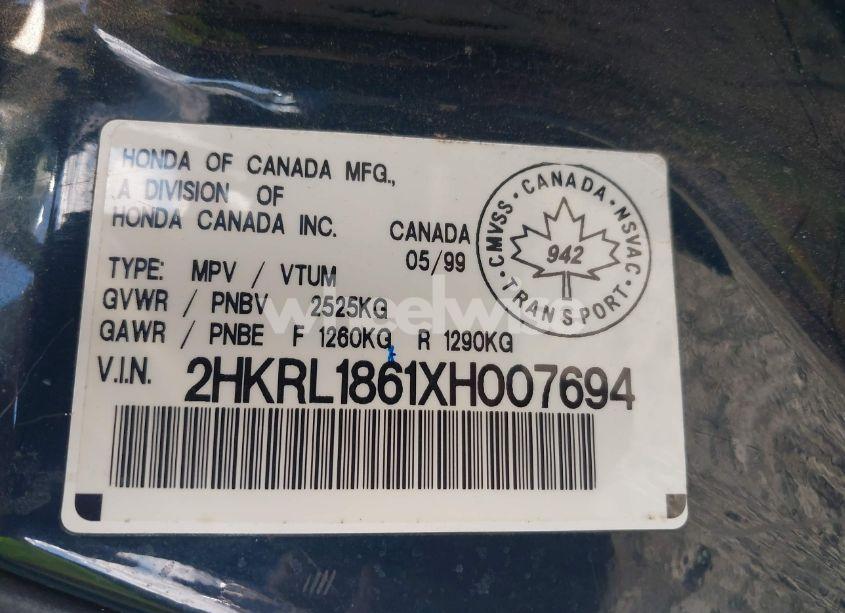 HONDA OF CANADA MFG.,
A DIVISION OF
HONDA CANADA INC.
CANADA
05/99
CMVSS · CANADA · NSVAC · TRANSPORT ·
942
TYPE: MPV / VTUM
GVWR / PNBV 2525KG
GAWR / PNBE F 1260KG R 1290KG
V.I.N. 2HKRL1861XH007694
wheelwise